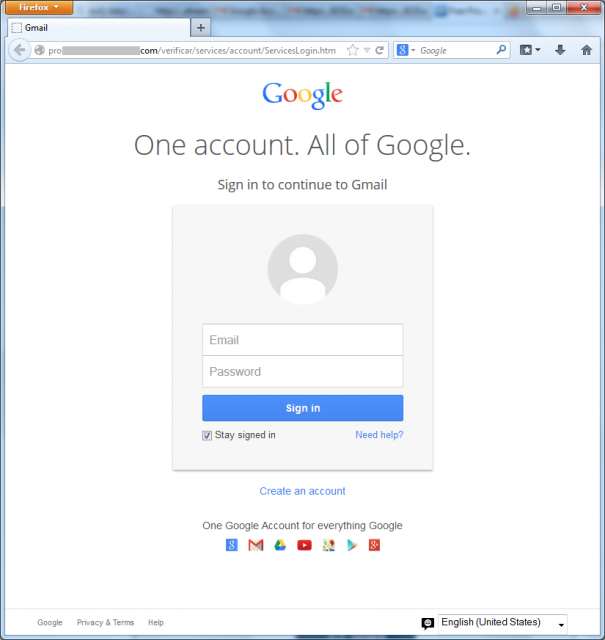 Firefox
Gmail
pro com/verificar/services/account/ServicesLogin.htm
Google
Google
One account. All of Google.
Sign in to continue to Gmail
Email
Password
Sign in
Stay signed in Need help?
Create an account
One Google Account for everything Google
Google Privacy & Terms Help English (United States)